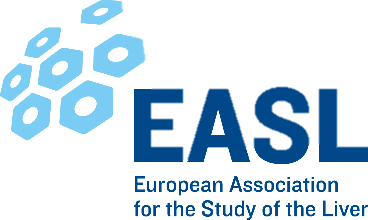 EASL
European Association
for the Study of the Liver